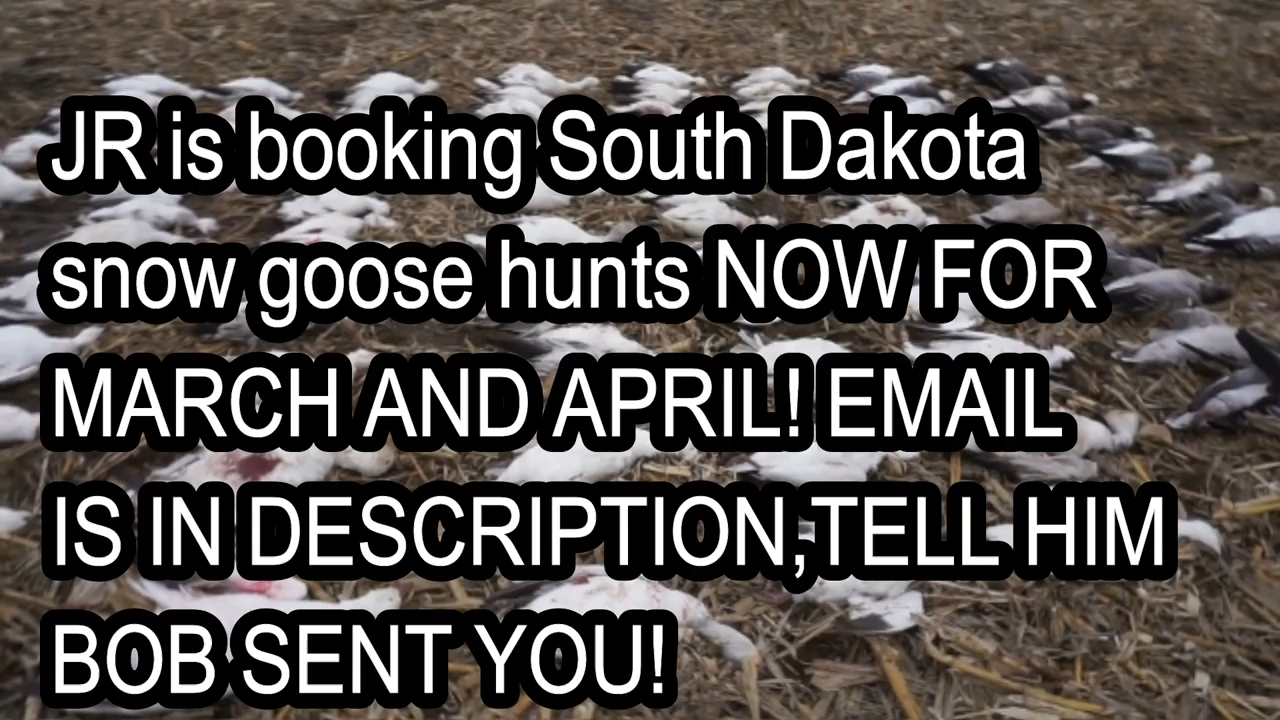 JR is booking South Dakota
snow goose hunts NOW FOR
MARCH AND APRIL! EMAIL
IS IN DESCRIPTION,TELL HIM
BOB SENT YOU!